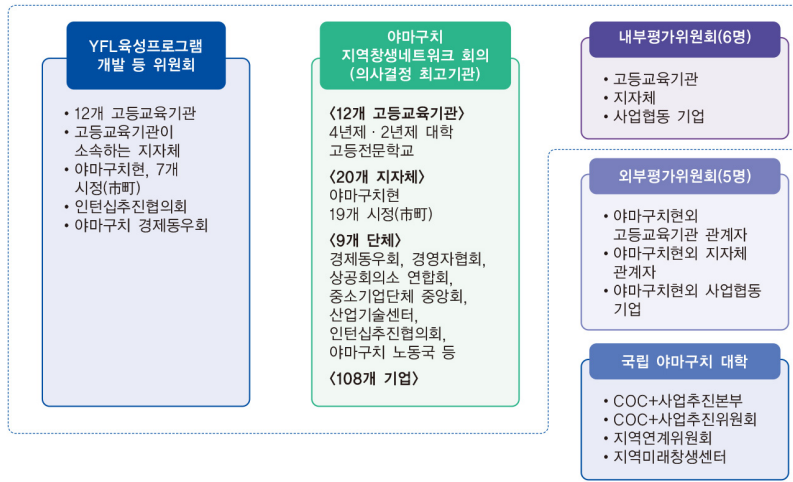 YFL육성프로그램
개발 등 위원회
• 12개 고등교육기관
• 고등교육기관이
소속하는 지자체
• 야마구치현, 7개
시정(市町)
• 인턴십추진협의회
• 야마구치 경제동우회
야마구치
지역창생네트워크 회의
(의사결정 최고기관)
〈12개 고등교육기관〉
4년제·2년제 대학
고등전문학교
〈20개 지자체〉
야마구치현
19개 시정(市町)
〈9개 단체〉
경제동우회, 경영자협회,
상공회의소 연합회,
중소기업단체 중앙회,
산업기술센터,
인턴십추진협의회,
야마구치 노동국 등
〈108개 기업〉
내부평가위원회(6명)
• 고등교육기관
• 지자체
• 사업협동 기업
외부평가위원회(5명)
• 야마구치현외
고등교육기관 관계자
• 야마구치현외 지자체
관계자
• 야마구치현외 사업협동
기업
국립 야마구치 대학
• COC+사업추진본부
• COC+사업추진위원회
• 지역연계위원회
• 지역미래창생센터